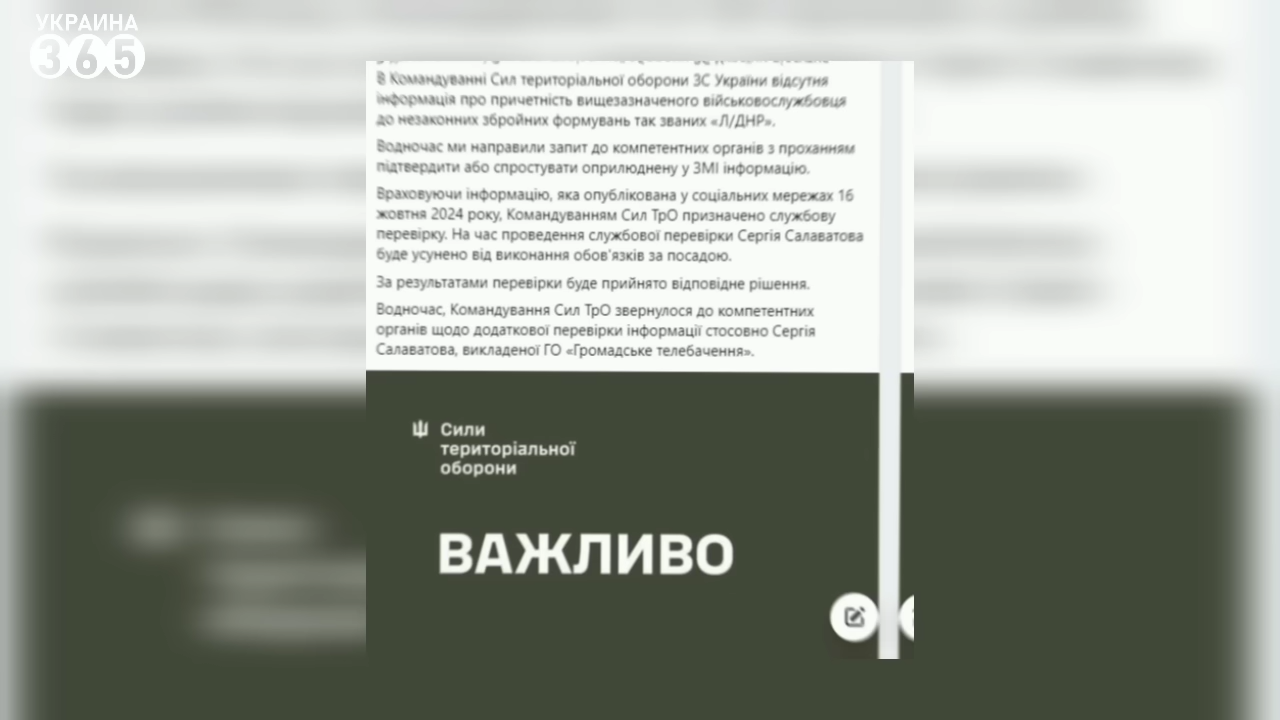 УКРАИНА
365
В Командуванні Сил територіальної оборони ЗС України відсутня
інформація про причетність вищезазначеного військовослужбовця
до незаконних збройних формувань так званих «Л/ДНР».
Водночас ми направили запит до компетентних органів з проханням
підтвердити або спростувати оприлюднену у ЗМІ інформацію.
Враховуючи інформацію, яка опублікована у соціальних мережах 16
жовтня 2024 року, Командуванням Сил ТрО призначено службову
перевірку. На час проведення службової перевірки Сергія Салаватова
буде усунено від виконання обов'язків за посадою.
За результатами перевірки буде прийнято відповідне рішення.
Водночас, Командування Сил ТрО звернулося до компетентних
органів щодо додаткової перевірки інформації стосовно Сергія
Салаватова, викладеної ГО «Громадське телебачення».
Сили
територіальної
оборони
ВАЖЛИВО